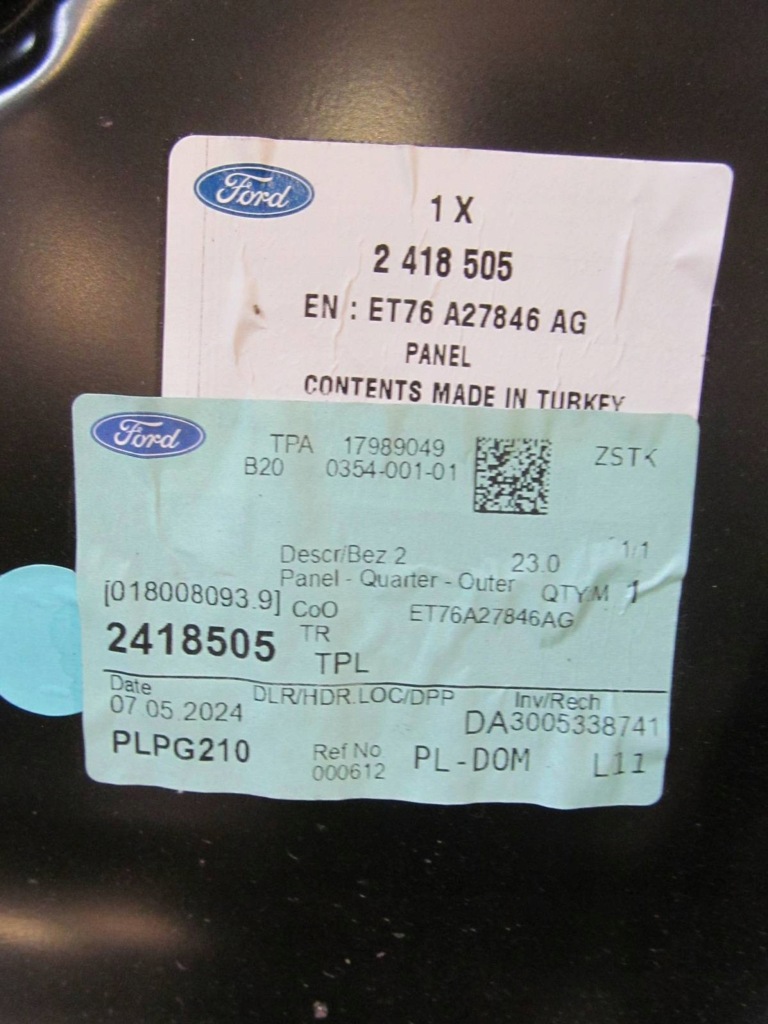 Ford
1 X
2 418 505
EN : ET76 A27846 AG
PANEL
CONTENTS MADE IN TURKEY
Ford
TPA 17989049 ZSTK
B20 0354-001-01
Descr/Bez 2 23.0 1/1
Panel - Quarter - Outer QTY.M 1
[018008093.9] CoO ET76A27846AG
2418505 TR
TPL
Date DLR/HDR.LOC/DPP Inv/Rech
07.05.2024 DA3005338741
PLPG210 Ref No PL-DOM L11
000612